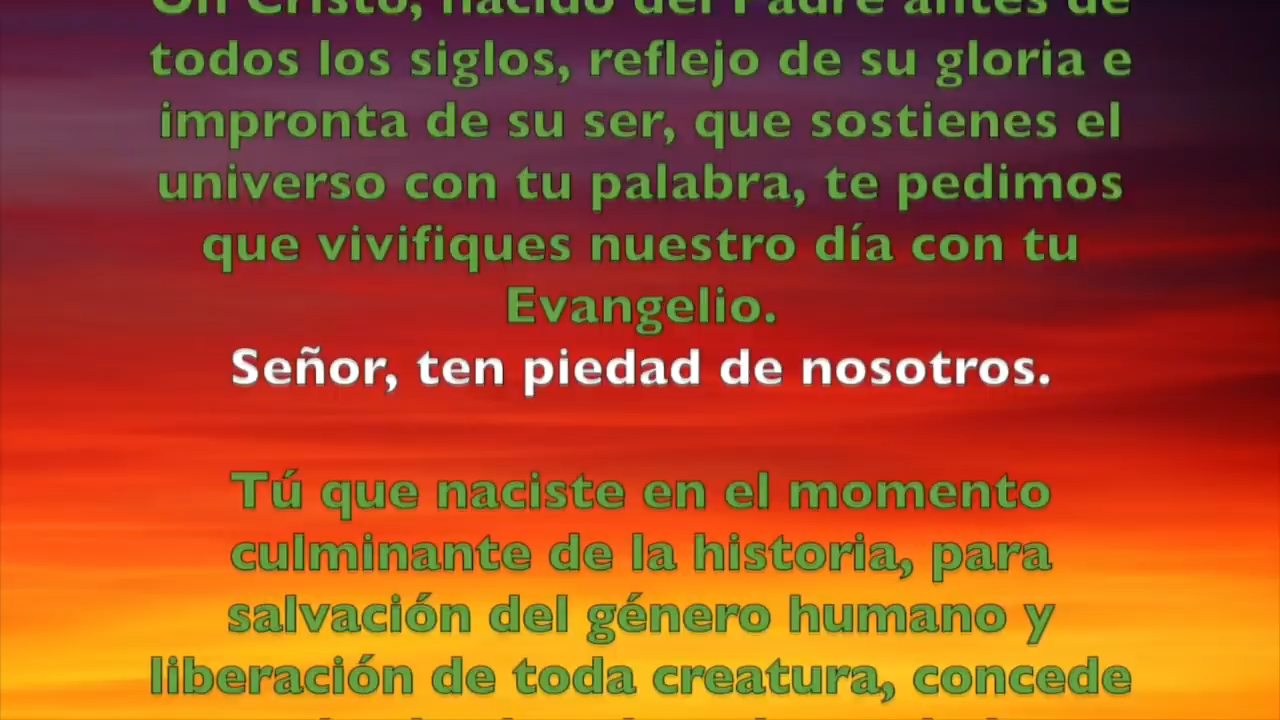 Oh Cristo, nacido del Padre antes de
todos los siglos, reflejo de su gloria e
impronta de su ser, que sostienes el
universo con tu palabra, te pedimos
que vivifiques nuestro día con tu
Evangelio.
Señor, ten piedad de nosotros.
Tú que naciste en el momento
culminante de la historia, para
salvación del género humano y
liberación de toda creatura, concede